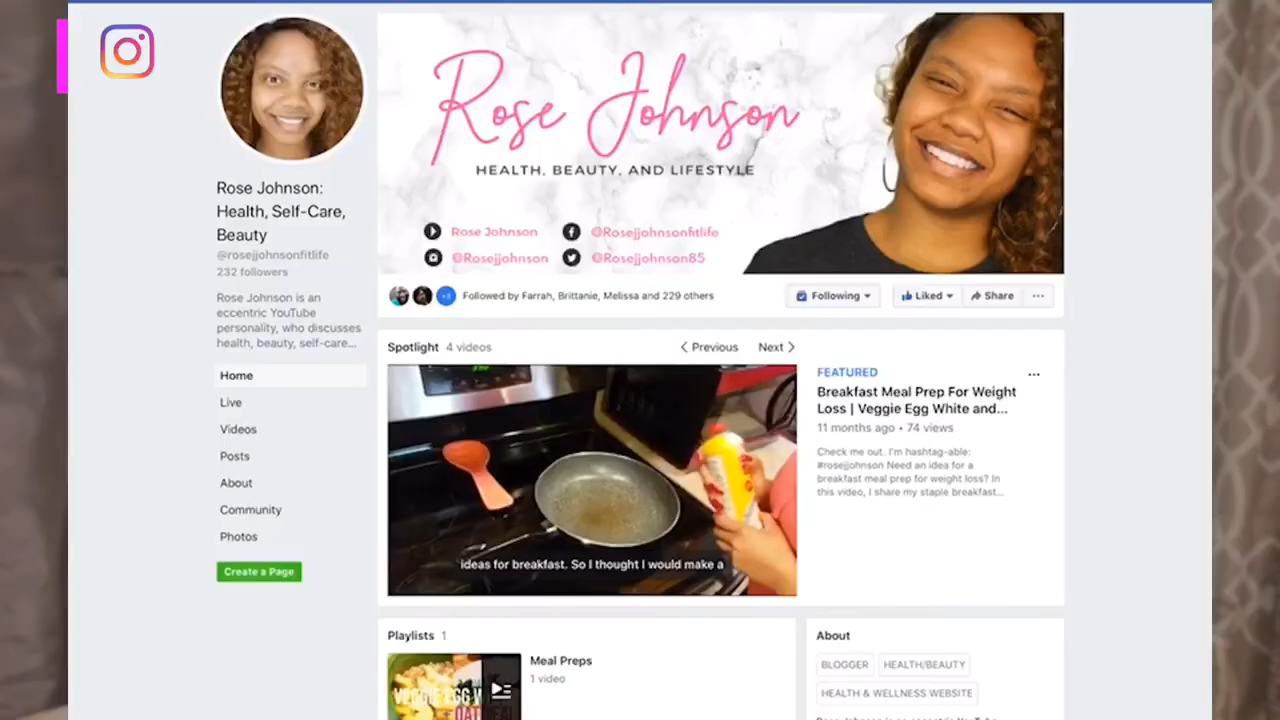 Rose Johnson
HEALTH, BEAUTY, AND LIFESTYLE
Rose Johnson
@Rosejjohnsonfitlife
@Rosejjohnson
@Rosejjohnson85
Rose Johnson:
Health, Self-Care,
Beauty
@rosejjohnsonfitlife
232 followers
Rose Johnson is an
eccentric YouTube
personality, who discusses
health, beauty, self-care...
Home
Live
Videos
Posts
About
Community
Photos
Create a Page
+3
Followed by Farrah, Brittanie, Melissa and 229 others
Following
Liked
Share
Spotlight 4 videos
Previous
Next
ideas for breakfast. So I thought I would make a
FEATURED
Breakfast Meal Prep For Weight
Loss | Veggie Egg White and...
11 months ago • 74 views
Check me out. I'm hashtag-able:
#rosejjohnson Need an idea for a
breakfast meal prep for weight loss? In
this video, I share my staple breakfast...
Playlists 1
VEGGIE EGG W
OAT
Meal Preps
1 video
About
BLOGGER
HEALTH/BEAUTY
HEALTH & WELLNESS WEBSITE